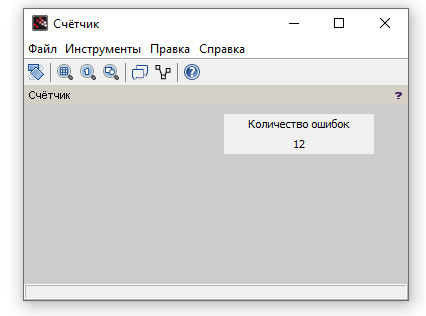 Счётчик
Файл Инструменты Правка Справка
Счётчик ?
Количество ошибок
12